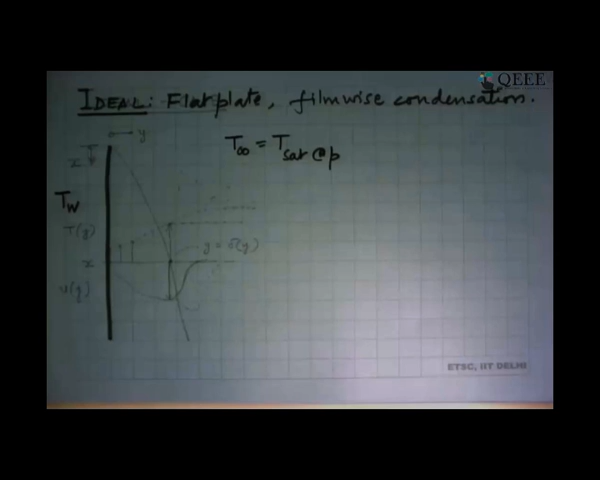 QEEE
IDEAL: Flat plate, filmwise condensation.
y
T∞ = Tsat @ p
x
Tw
T(y)
y = δ(y)
x
u(y)
ETSC, IIT DELHI